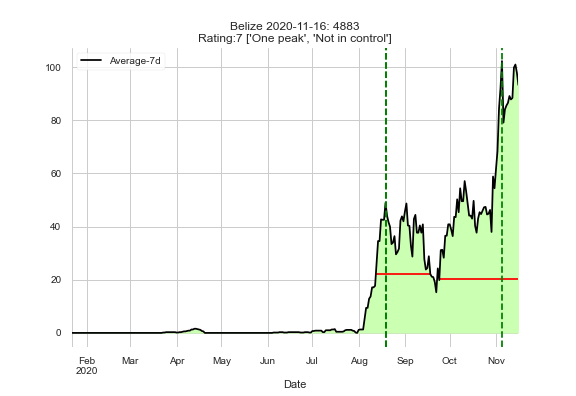 Belize 2020-11-16: 4883
Rating:7 ['One peak', 'Not in control']
Average-7d
100
80
60
40
20
0
Feb Mar Apr May Jun Jul Aug Sep Oct Nov
2020
Date